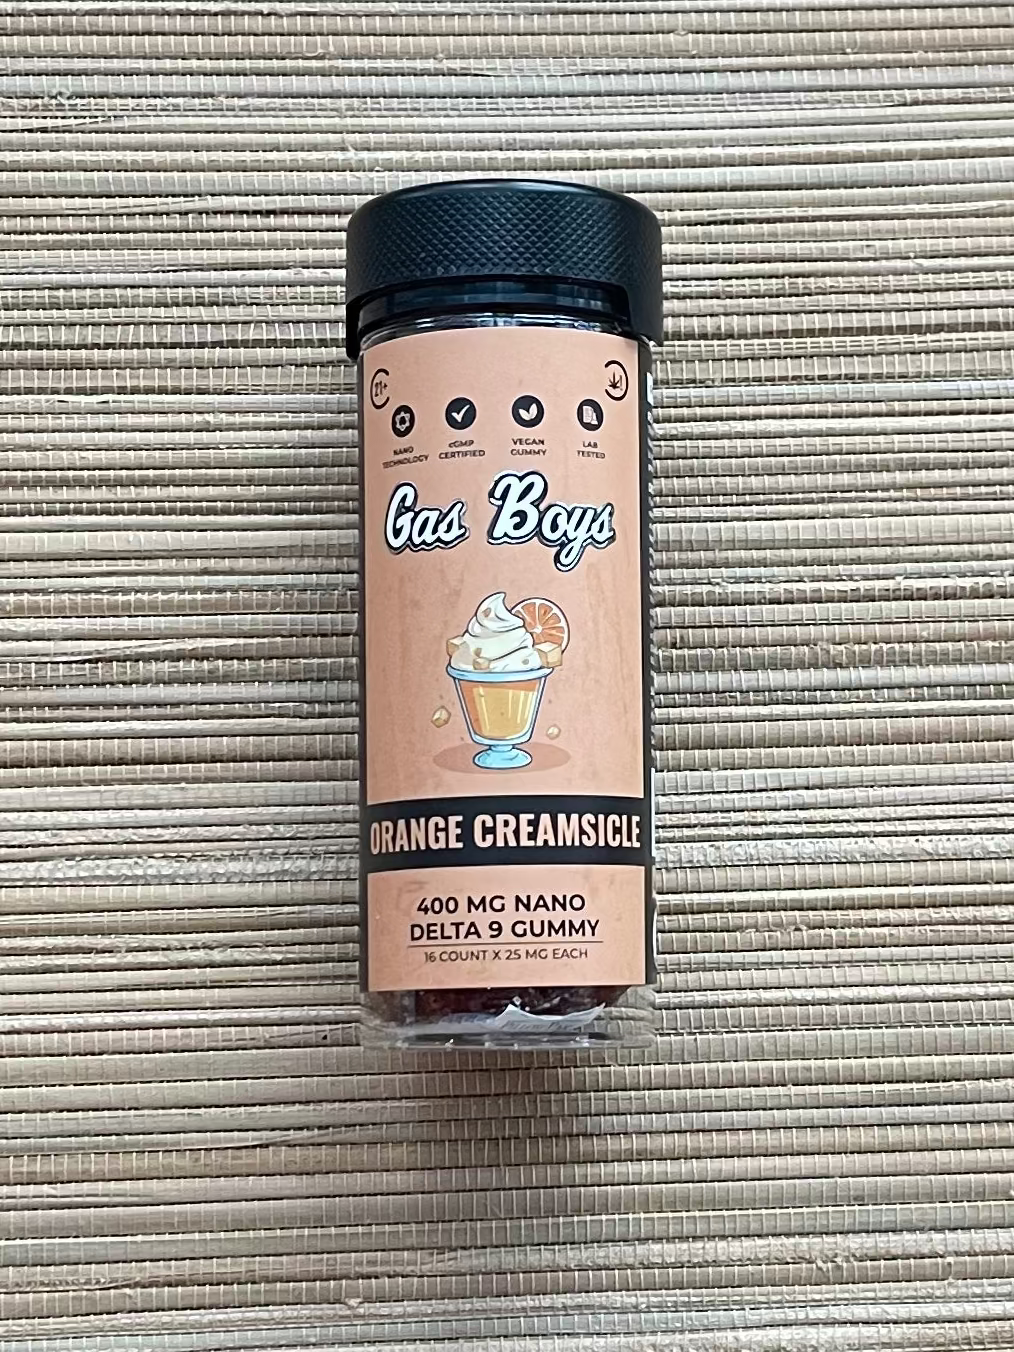 21+
NANO
TECHNOLOGY
cGMP
CERTIFIED
VEGAN
GUMMY
LAB
TESTED
Gas Boys
ORANGE CREAMSICLE
400 MG NANO
DELTA 9 GUMMY
16 COUNT X 25 MG EACH